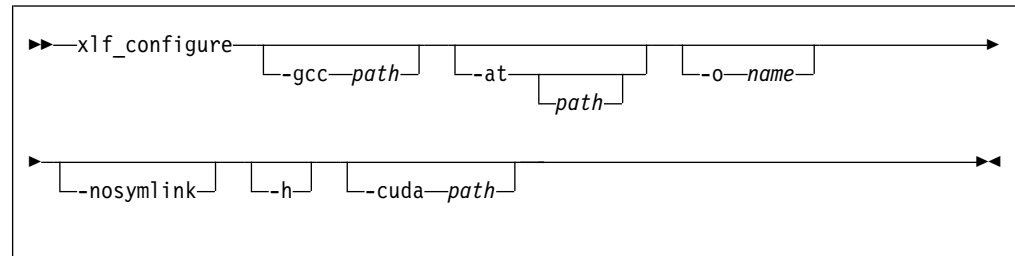 xlf_configure
-gcc path -at -o name
path
-nosymlink -h -cuda path